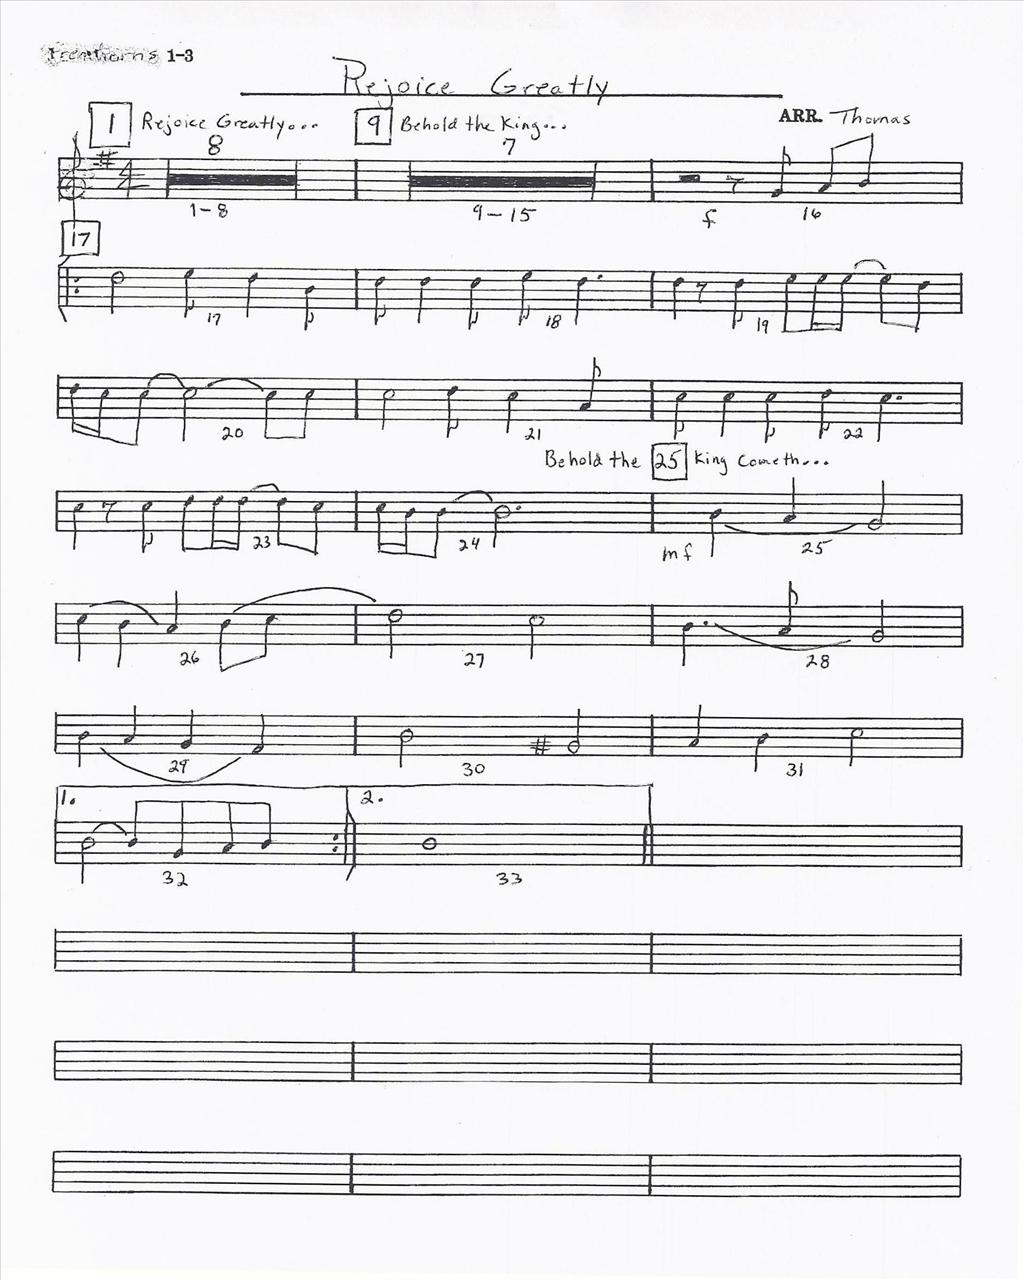 Frenchorns 1-3
Rejoice Greatly
ARR. Thomas
1 Rejoice Greatly... 9 Behold the King...
8 7
4
1-8 9-15 f 16
17
17 18 19
20 21 22
Behold the 25 King Cometh...
23 24 mf 25
26 27 28
29 30 31
1. 2.
32 33